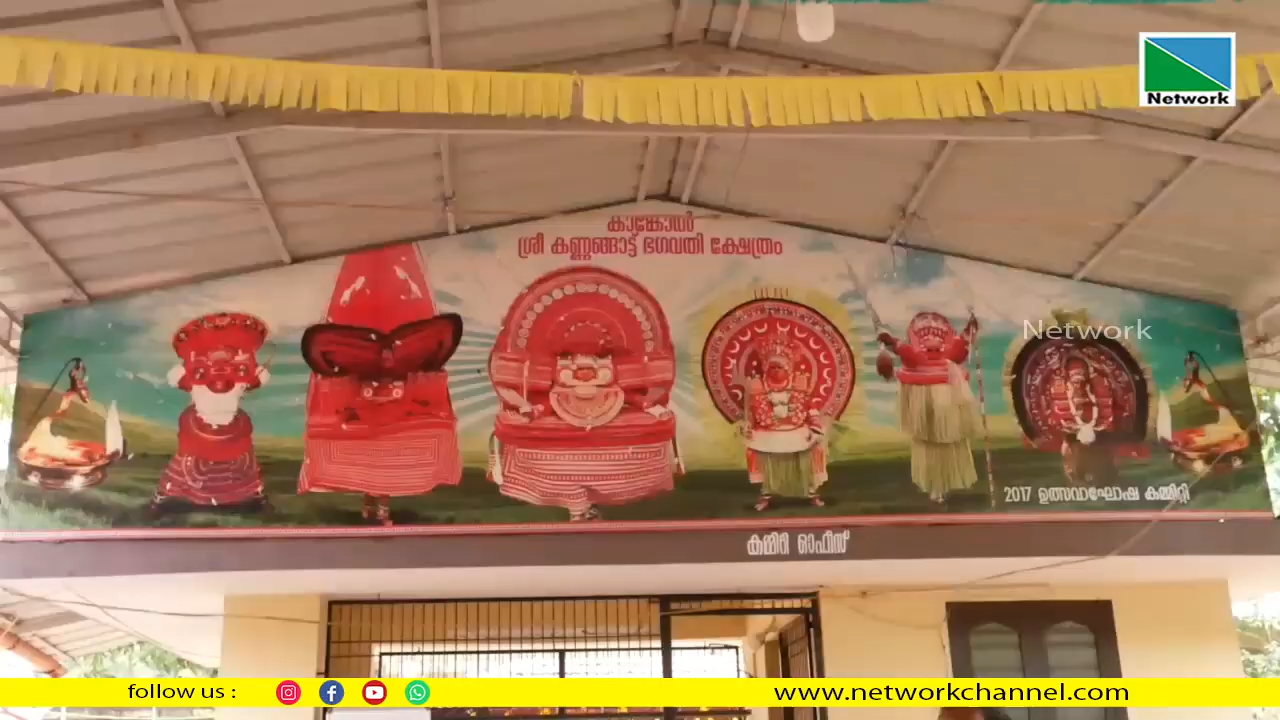 Network
കാങ്കോൽ
ശ്രീ കണ്ണങ്ങാട്ട് ഭഗവതി ക്ഷേത്രം
Network
2017 ഉത്സവാഘോഷ കമ്മിറ്റി
കമ്മിറ്റി ഓഫീസ്
follow us :
www.networkchannel.com